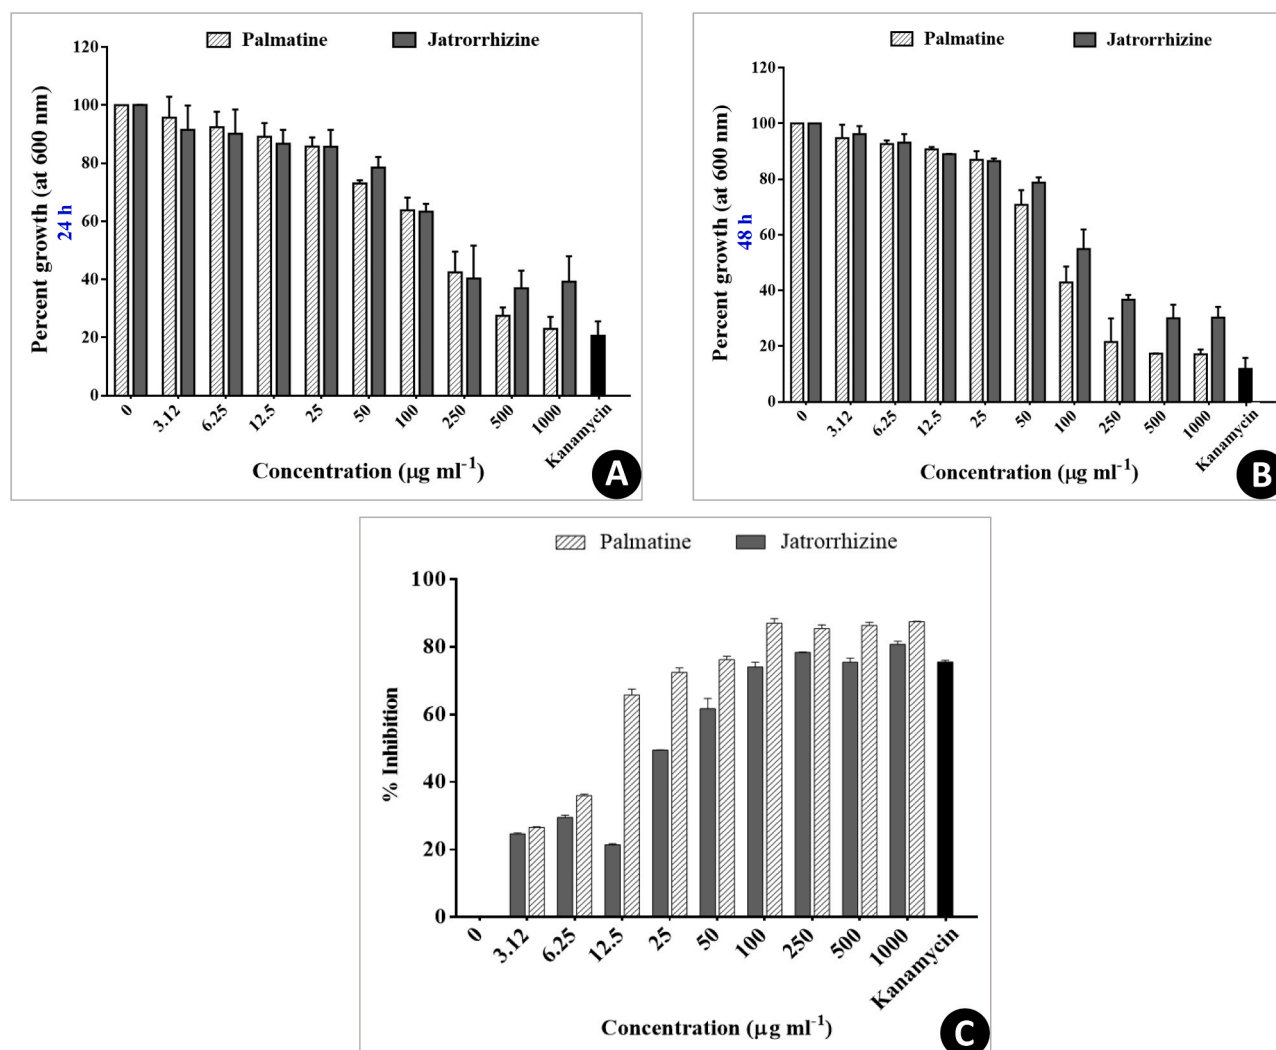 Palmatine Jatrorrhizine
120
100
80
60
40
20
0
Percent growth (at 600 nm)
24 h
0 3.12 6.25 12.5 25 50 100 250 500 1000 Kanamycin
Concentration (µg ml⁻¹)
A
Palmatine Jatrorrhizine
120
100
80
60
40
20
0
Percent growth (at 600 nm)
48 h
0 3.12 6.25 12.5 25 50 100 250 500 1000 Kanamycin
Concentration (µg ml⁻¹)
B
Palmatine Jatrorrhizine
100
80
60
40
20
0
% Inhibition
0 3.12 6.25 12.5 25 50 100 250 500 1000 Kanamycin
Concentration (µg ml⁻¹)
C